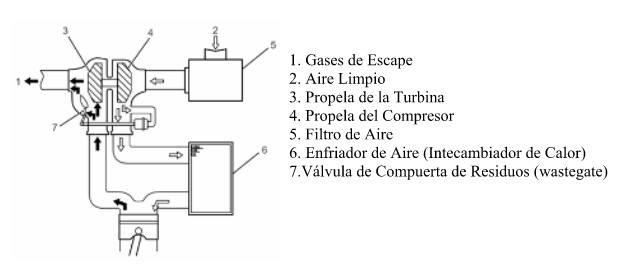 3
4
2
5
1
7
6
1. Gases de Escape
2. Aire Limpio
3. Propela de la Turbina
4. Propela del Compresor
5. Filtro de Aire
6. Enfriador de Aire (Intecambiador de Calor)
7.Válvula de Compuerta de Residuos (wastegate)